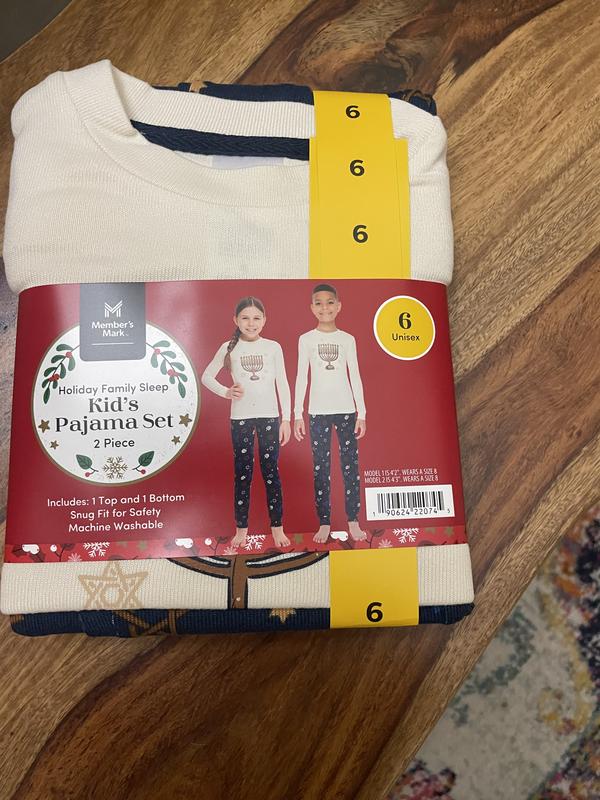 6
6
6
Member's
Mark™
Holiday Family Sleep
Kid's
Pajama Set
2 Piece
Includes: 1 Top and 1 Bottom
Snug Fit for Safety
Machine Washable
6
Unisex
MODEL 1 IS 4'2". WEARS A SIZE 8
MODEL 2 IS 4'3". WEARS A SIZE 8
1 90624 22074 5
6